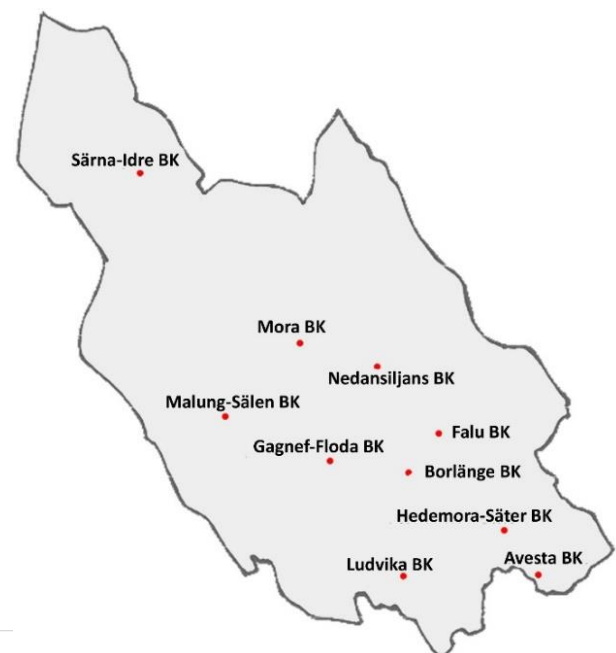 Särna-Idre BK
Mora BK
Nedansiljans BK
Malung-Sälen BK
Falu BK
Gagnef-Floda BK
Borlänge BK
Hedemora-Säter BK
Avesta BK
Ludvika BK